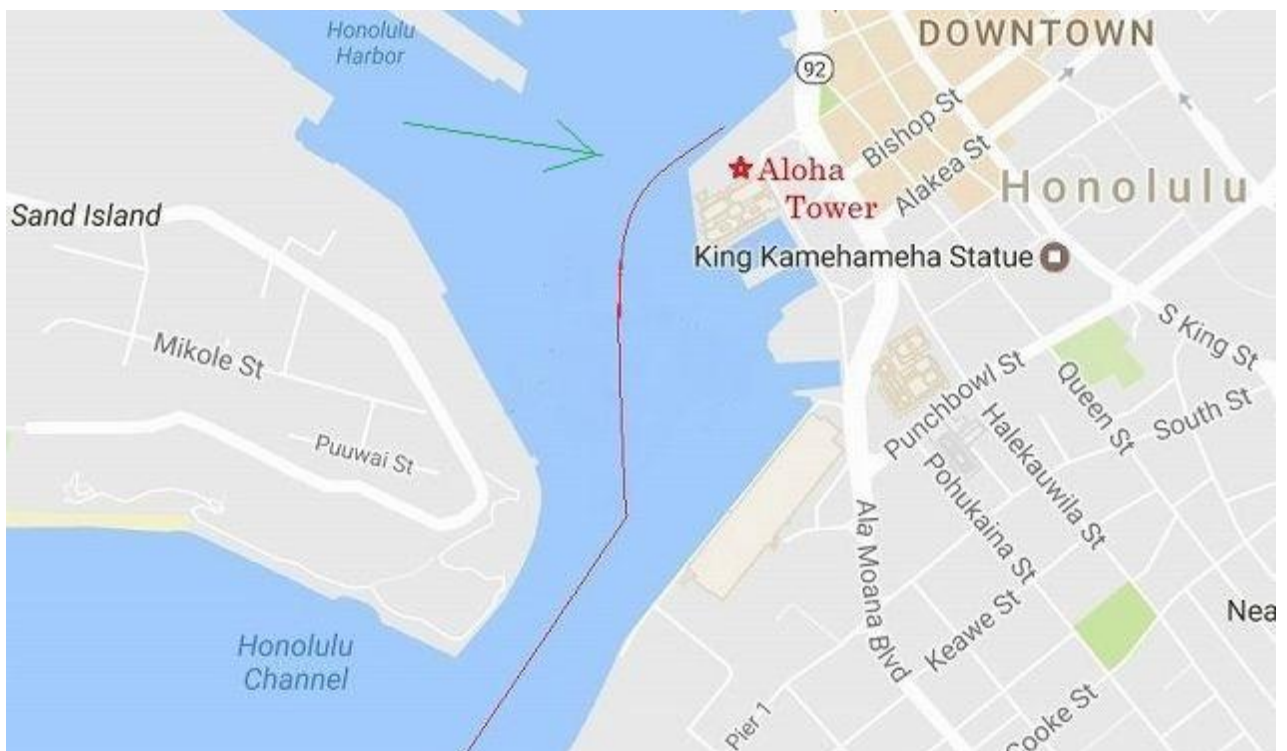 Honolulu
Harbor
DOWNTOWN
92
Bishop St
Aloha
Tower
Alakea St
Honolulu
Sand Island
King Kamehameha Statue
S King St
Mikole St
Punchbowl St
Queen St
South St
Puuwai St
Halekauwila St
Pohukaina St
Ala Moana Blvd
Keawe St
Nea
Honolulu
Channel
Pier 1
Cooke St